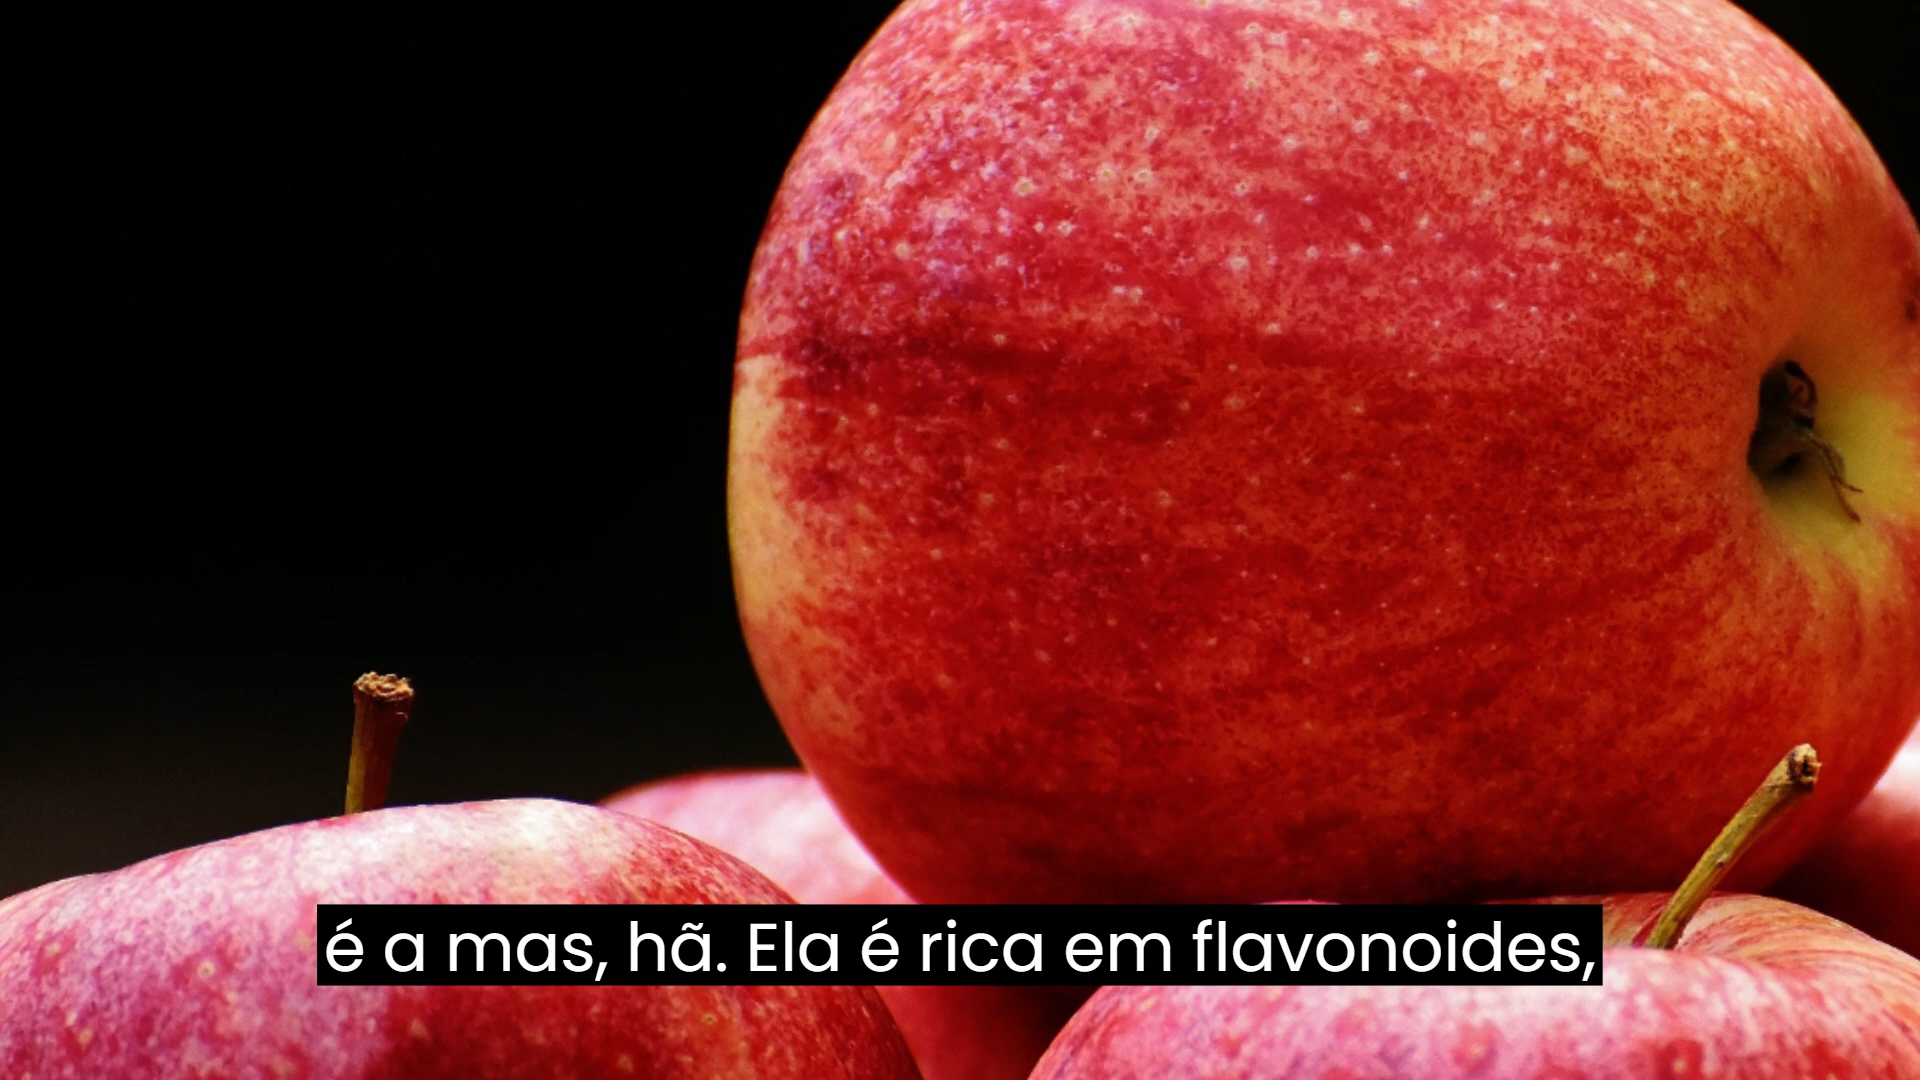 é a mas, hã. Ela é rica em flavonoides,